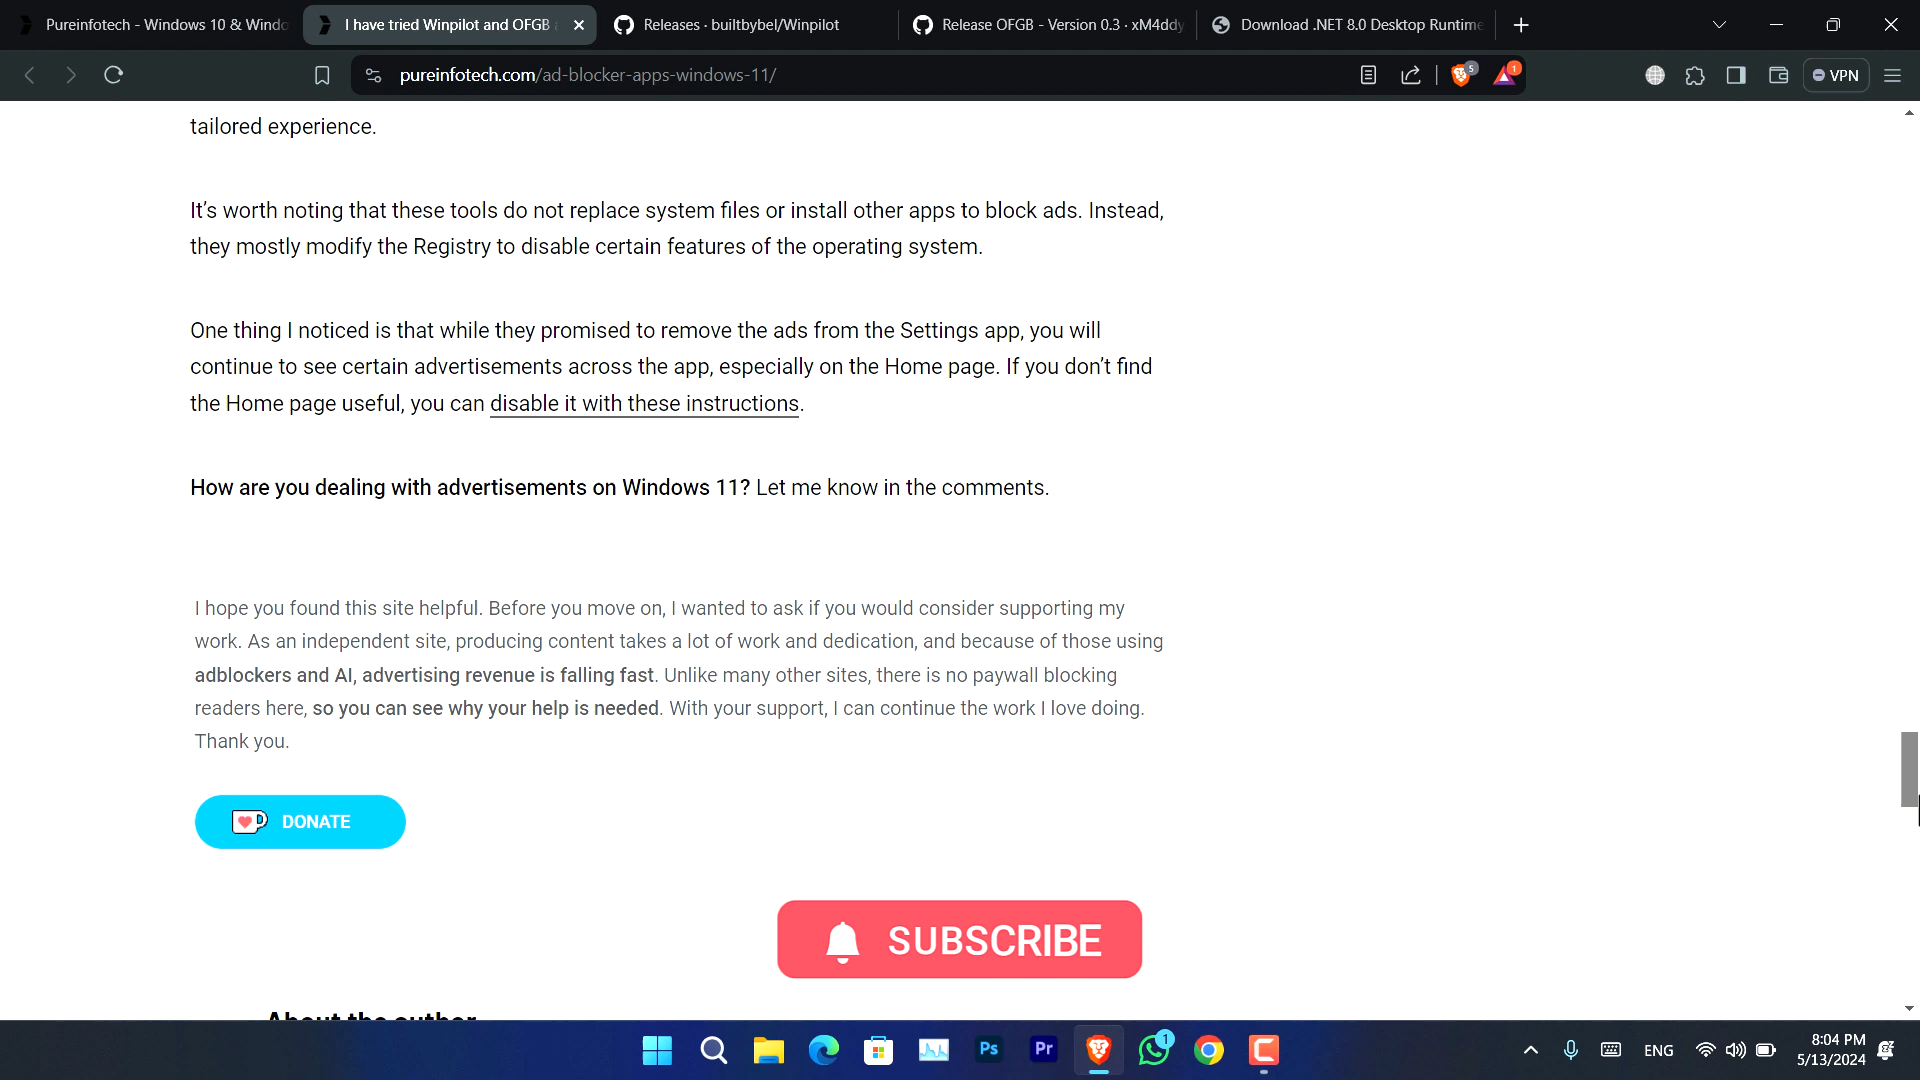 Pureinfotech - Windows 10 & Windo
I have tried Winpilot and OFGB
Releases · builtbybel/Winpilot
Release OFGB - Version 0.3 · xM4ddy
Download .NET 8.0 Desktop Runtime
pureinfotech.com/ad-blocker-apps-windows-11/
5
1
VPN
tailored experience.
It’s worth noting that these tools do not replace system files or install other apps to block ads. Instead,
they mostly modify the Registry to disable certain features of the operating system.
One thing I noticed is that while they promised to remove the ads from the Settings app, you will
continue to see certain advertisements across the app, especially on the Home page. If you don’t find
the Home page useful, you can disable it with these instructions.
How are you dealing with advertisements on Windows 11? Let me know in the comments.
I hope you found this site helpful. Before you move on, I wanted to ask if you would consider supporting my
work. As an independent site, producing content takes a lot of work and dedication, and because of those using
adblockers and AI, advertising revenue is falling fast. Unlike many other sites, there is no paywall blocking
readers here, so you can see why your help is needed. With your support, I can continue the work I love doing.
Thank you.
DONATE
SUBSCRIBE
About the author
Ps
Pr
1
ENG
8:04 PM
5/13/2024